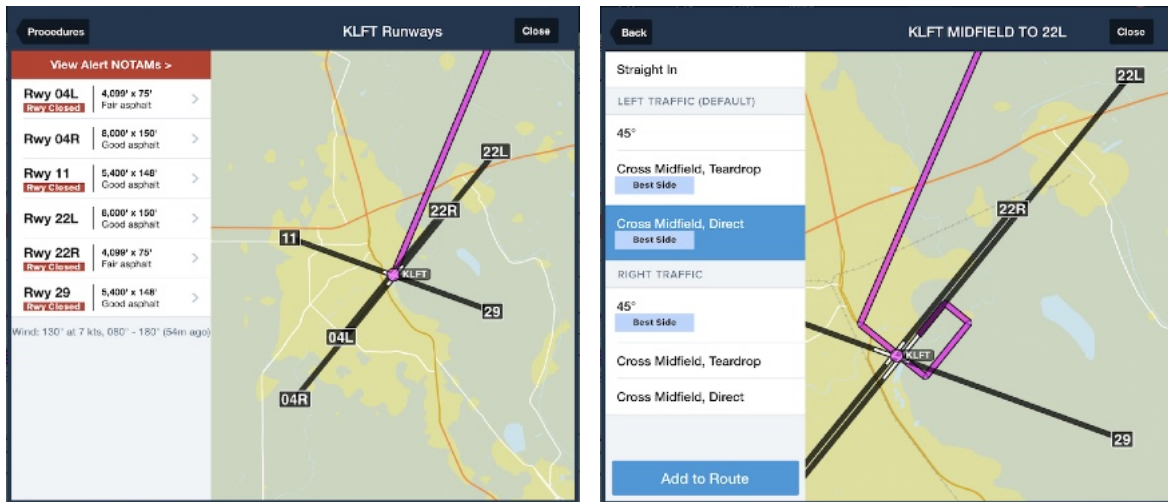 Procedures
KLFT Runways
Close
View Alert NOTAMs >
Rwy 04L
4,099' x 75'
Rwy Closed
Fair asphalt
Rwy 04R
8,000' x 150'
Good asphalt
Rwy 11
5,400' x 148'
Rwy Closed
Good asphalt
Rwy 22L
8,000' x 150'
Good asphalt
Rwy 22R
4,099' x 75'
Rwy Closed
Fair asphalt
Rwy 29
5,400' x 148'
Rwy Closed
Good asphalt
Wind: 130° at 7 kts, 080° - 180° (54m ago)
22L
22R
11
KLFT
29
04L
04R
Back
KLFT MIDFIELD TO 22L
Close
Straight In
LEFT TRAFFIC (DEFAULT)
45°
Cross Midfield, Teardrop
Best Side
Cross Midfield, Direct
Best Side
RIGHT TRAFFIC
45°
Best Side
Cross Midfield, Teardrop
Cross Midfield, Direct
Add to Route
22L
22R
KLFT
29